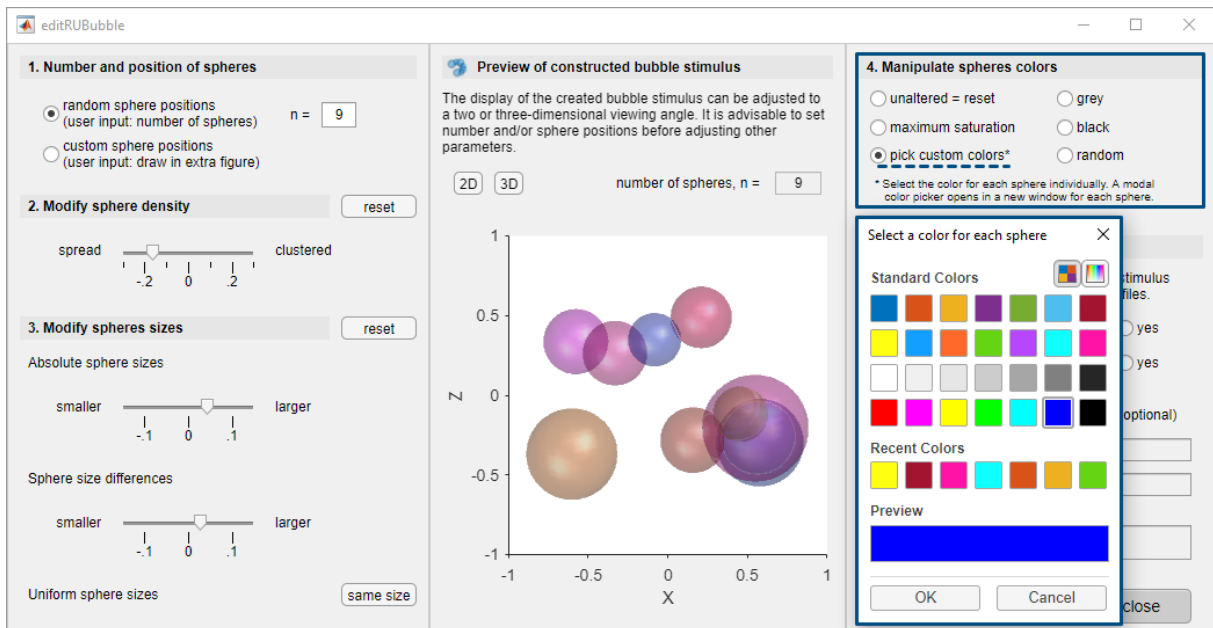 editRUBubble
1. Number and position of spheres
random sphere positions
(user input: number of spheres)
n =
9
custom sphere positions
(user input: draw in extra figure)
2. Modify sphere density
reset
spread
clustered
-.2
0
.2
3. Modify spheres sizes
reset
Absolute sphere sizes
smaller
larger
-.1
0
.1
Sphere size differences
smaller
larger
-.1
0
.1
Uniform sphere sizes
same size
Preview of constructed bubble stimulus
The display of the created bubble stimulus can be adjusted to
a two or three-dimensional viewing angle. It is advisable to set
number and/or sphere positions before adjusting other
parameters.
2D
3D
number of spheres, n =
9
1
0.5
0
-0.5
-1
Z
-1
-0.5
0
0.5
1
X
4. Manipulate spheres colors
unaltered = reset
grey
maximum saturation
black
pick custom colors*
random
* Select the color for each sphere individually. A modal
color picker opens in a new window for each sphere.
Select a color for each sphere
Standard Colors
Recent Colors
Preview
OK
Cancel
stimulus
files.
yes
yes
optional)
close